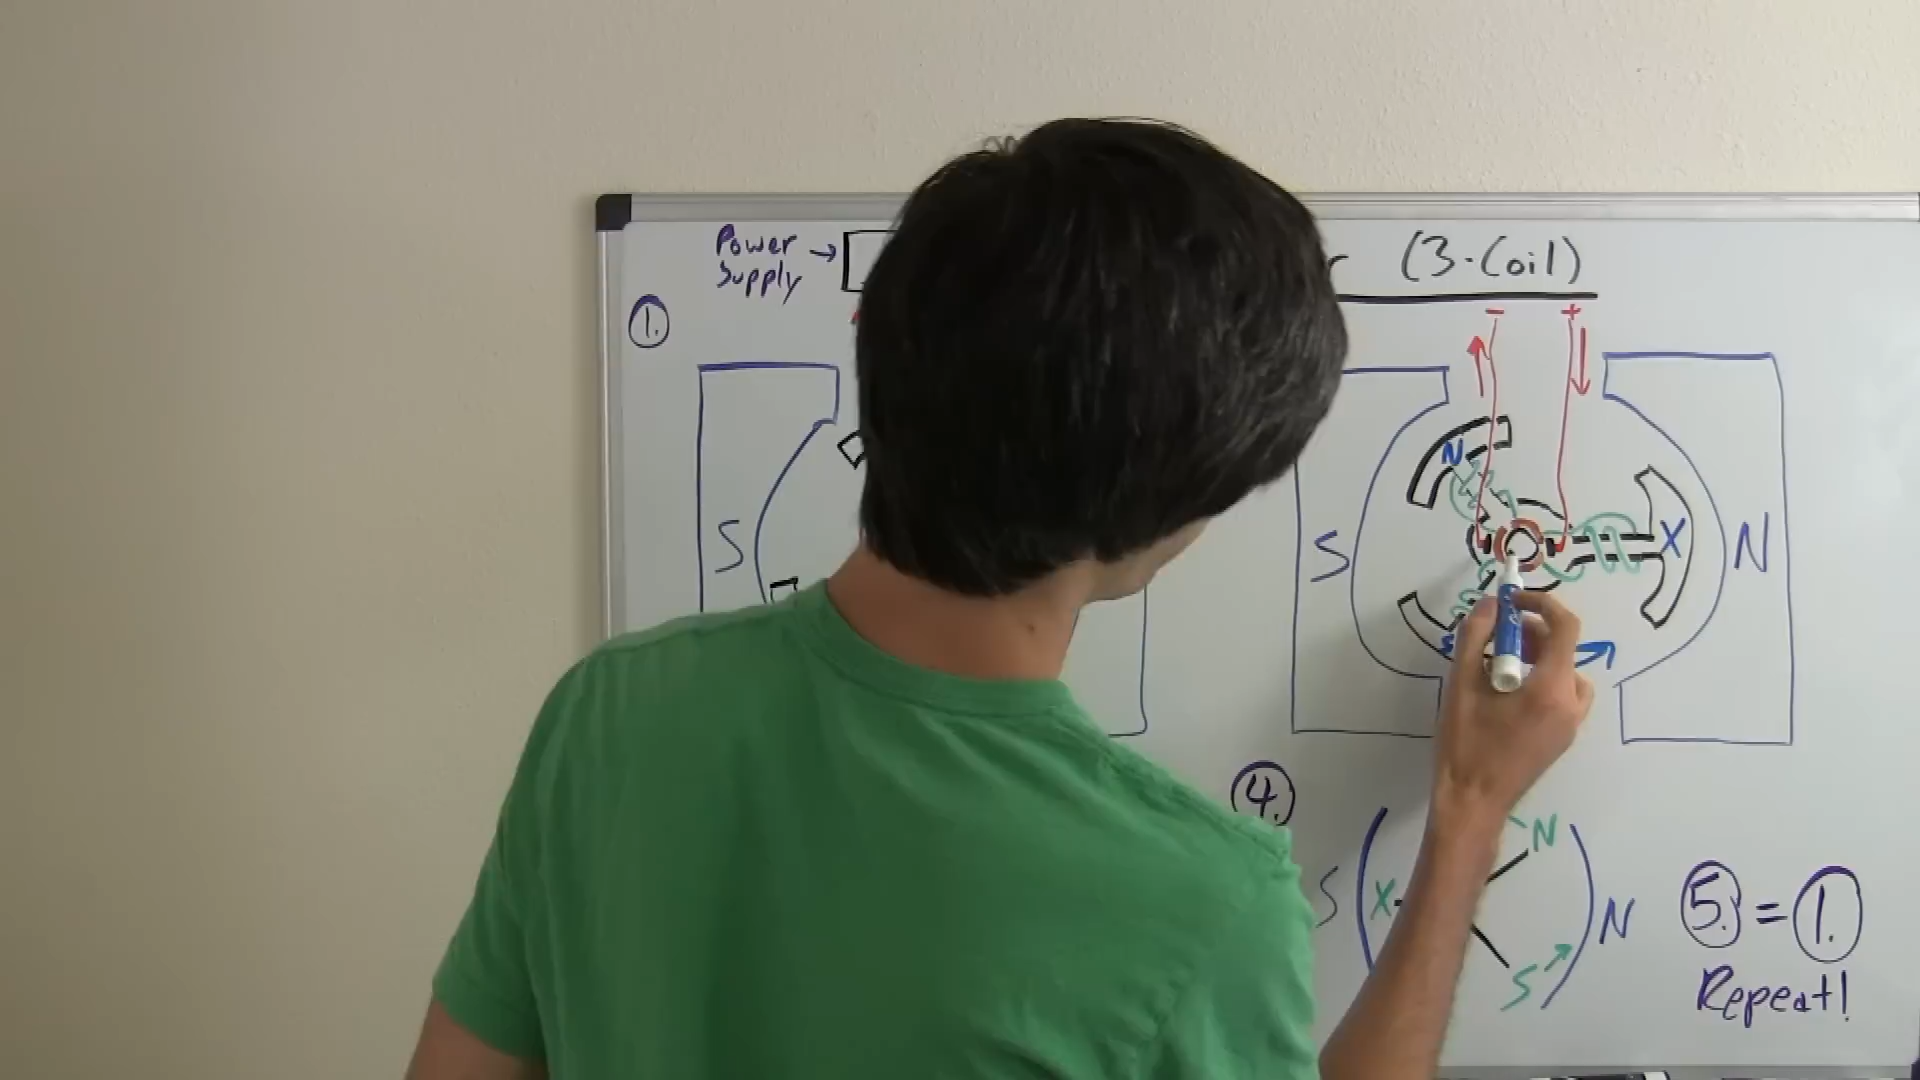 Power
Supply →
r (3-Coil)
1.
- +
S
S
N
X
N
4.
S
X
N
S
N
5. = 1.
Repeat!